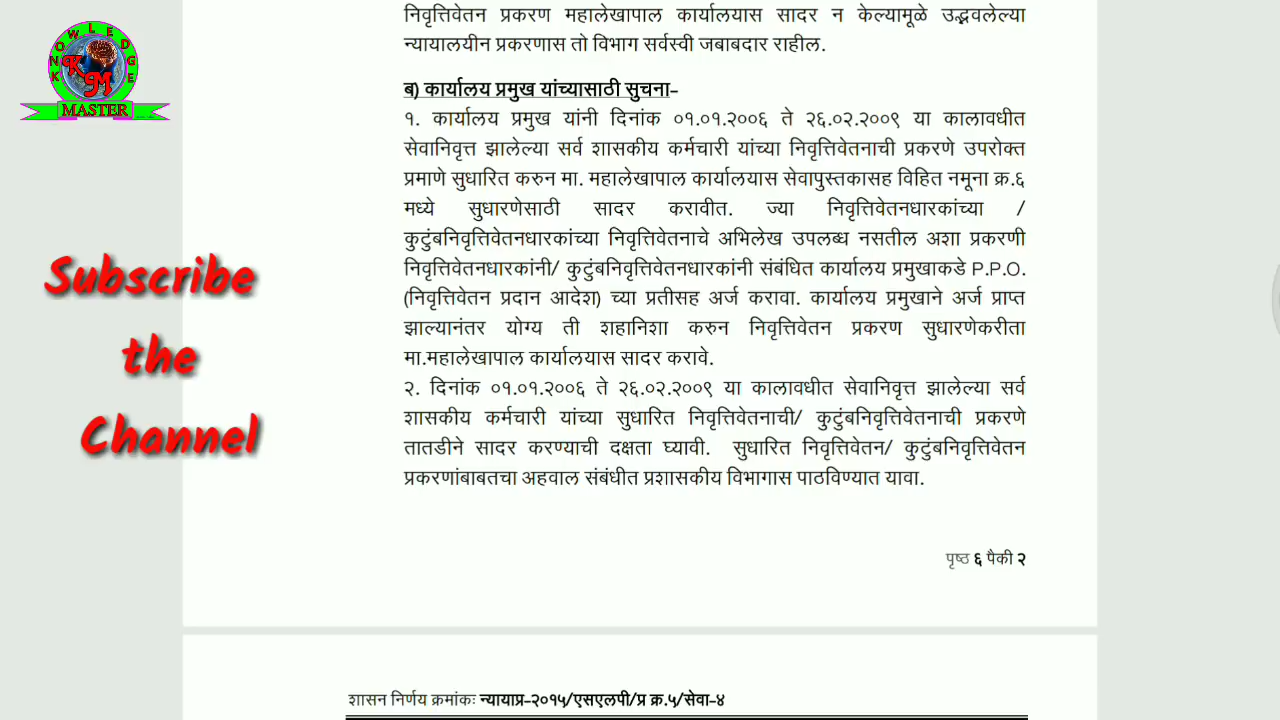 निवृत्तिवेतन प्रकरण महालेखापाल कार्यालयास सादर न केल्यामूळे उद्भवलेल्या
न्यायालयीन प्रकरणास तो विभाग सर्वस्वी जबाबदार राहील.
ब) कार्यालय प्रमुख यांच्यासाठी सुचना-
१. कार्यालय प्रमुख यांनी दिनांक ०१.०१.२००६ ते २६.०२.२००९ या कालावधीत
सेवानिवृत्त झालेल्या सर्व शासकीय कर्मचारी यांच्या निवृत्तिवेतनाची प्रकरणे उपरोक्त
प्रमाणे सुधारित करुन मा. महालेखापाल कार्यालयास सेवापुस्तकासह विहित नमूना क्र.६
मध्ये सुधारणेसाठी सादर करावीत. ज्या निवृत्तिवेतनधारकांच्या /
कुटुंबनिवृत्तिवेतनधारकांच्या निवृत्तिवेतनाचे अभिलेख उपलब्ध नसतील अशा प्रकरणी
निवृत्तिवेतनधारकांनी/ कुटुंबनिवृत्तिवेतनधारकांनी संबंधित कार्यालय प्रमुखाकडे P.P.O.
(निवृत्तिवेतन प्रदान आदेश) च्या प्रतीसह अर्ज करावा. कार्यालय प्रमुखाने अर्ज प्राप्त
झाल्यानंतर योग्य ती शहानिशा करुन निवृत्तिवेतन प्रकरण सुधारणेकरीता
मा.महालेखापाल कार्यालयास सादर करावे.
२. दिनांक ०१.०१.२००६ ते २६.०२.२००९ या कालावधीत सेवानिवृत्त झालेल्या सर्व
शासकीय कर्मचारी यांच्या सुधारित निवृत्तिवेतनाची/ कुटुंबनिवृत्तिवेतनाची प्रकरणे
तातडीने सादर करण्याची दक्षता घ्यावी. सुधारित निवृत्तिवेतन/ कुटुंबनिवृत्तिवेतन
प्रकरणांबाबतचा अहवाल संबंधीत प्रशासकीय विभागास पाठविण्यात यावा.
पृष्ठ ६ पैकी २
शासन निर्णय क्रमांकः न्यायाप्र-२०१५/एसएलपी/प्र क्र.५/सेवा-४
KNOWLEDGE
KM
MASTER
Subscribe
the
Channel